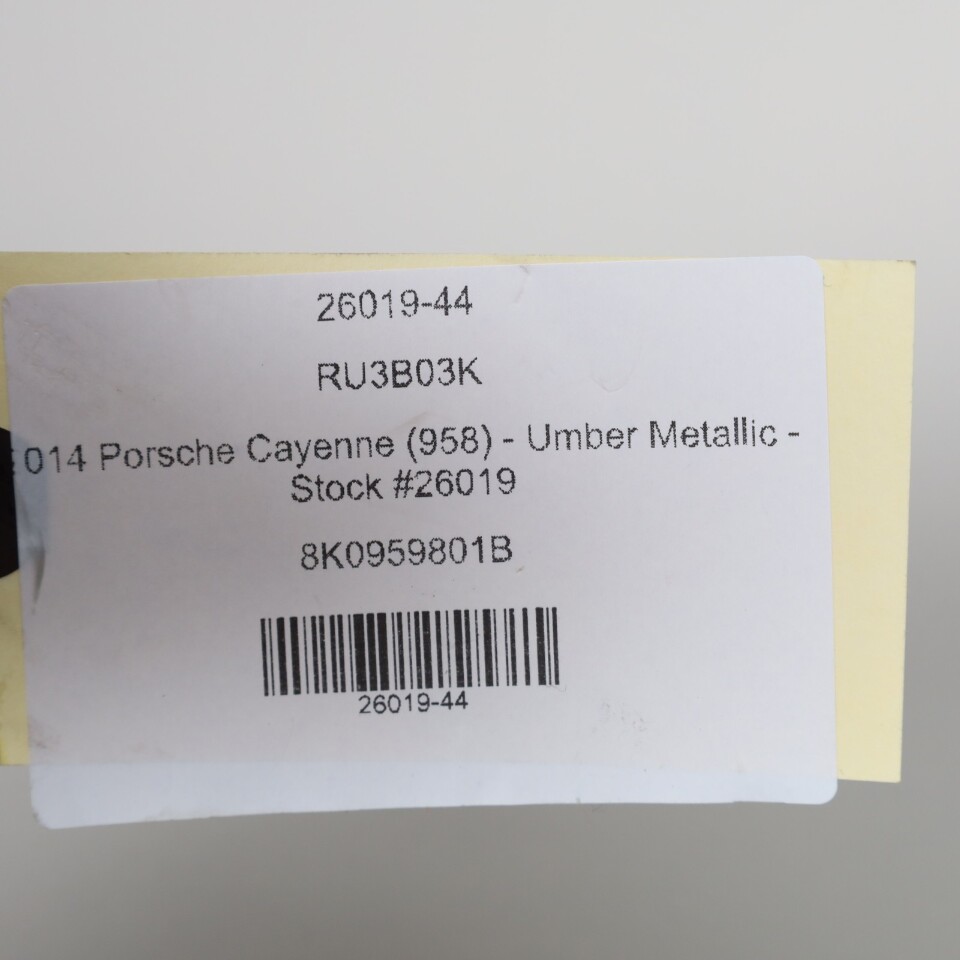 26019-44
RU3B03K
014 Porsche Cayenne (958) - Umber Metallic -
Stock #26019
8K0959801B
26019-44